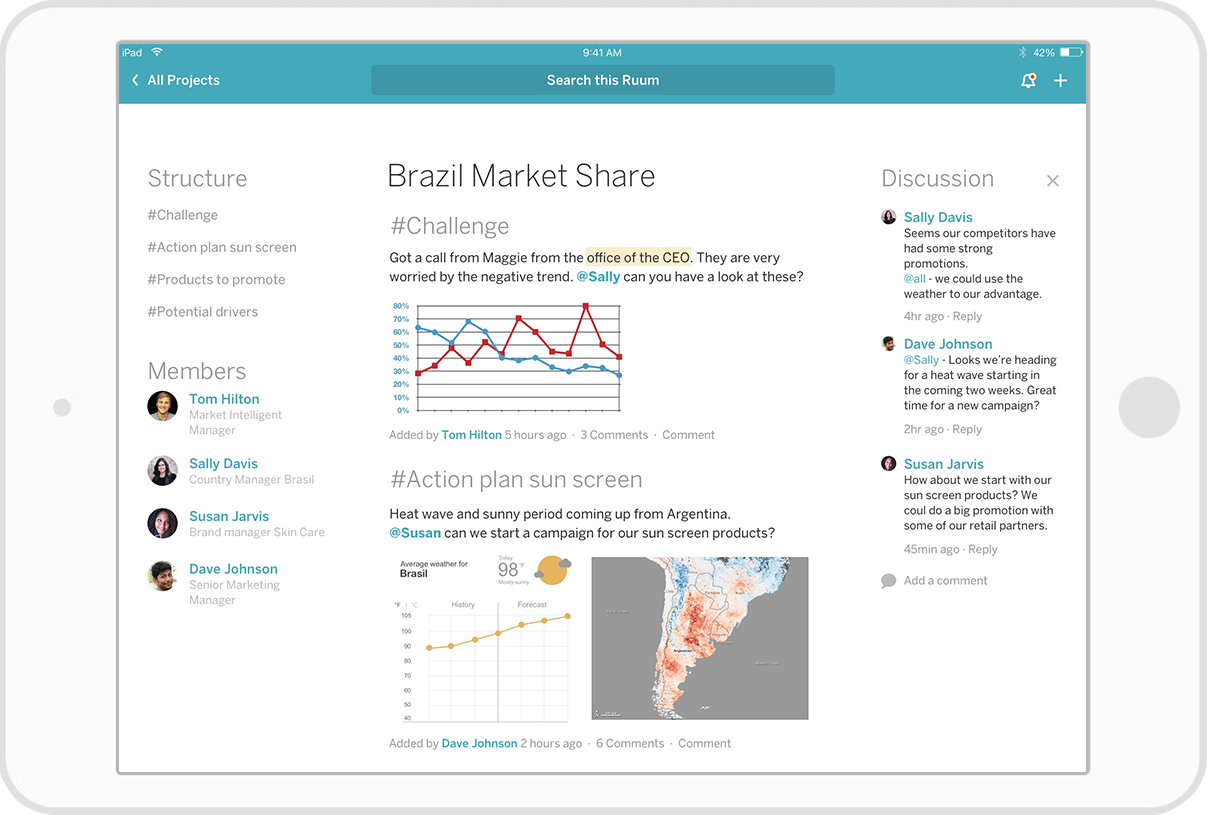 iPad
9:41 AM
42%
All Projects
Search this Ruum
Structure
#Challenge
#Action plan sun screen
#Products to promote
#Potential drivers
Members
Tom Hilton
Market Intelligent
Manager
Sally Davis
Country Manager Brasil
Susan Jarvis
Brand manager Skin Care
Dave Johnson
Senior Marketing
Manager
Brazil Market Share
#Challenge
Got a call from Maggie from the office of the CEO. They are very
worried by the negative trend. @Sally can you have a look at these?
80%
70%
60%
50%
40%
30%
20%
10%
0%
Added by Tom Hilton 5 hours ago · 3 Comments · Comment
#Action plan sun screen
Heat wave and sunny period coming up from Argentina.
@Susan can we start a campaign for our sun screen products?
Average weather for
Brasil
Today
98°F
Mostly sunny
°F | °C
History
Forecast
105
100
90
80
70
60
50
40
Argentina
Added by Dave Johnson 2 hours ago · 6 Comments · Comment
Discussion
Sally Davis
Seems our competitors have
had some strong
promotions.
@all - we could use the
weather to our advantage.
4hr ago · Reply
Dave Johnson
@Sally - Looks we're heading
for a heat wave starting in
the coming two weeks. Great
time for a new campaign?
2hr ago · Reply
Susan Jarvis
How about we start with our
sun screen products? We
coul do a big promotion with
some of our retail partners.
45min ago · Reply
Add a comment